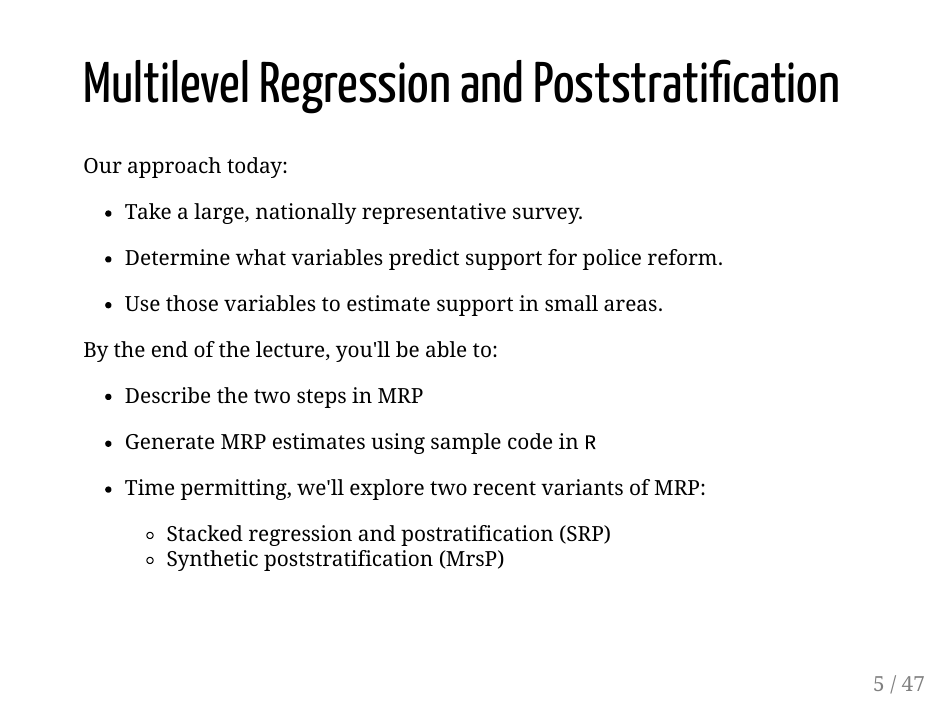 Multilevel Regression and Poststratification
Our approach today:
• Take a large, nationally representative survey.
• Determine what variables predict support for police reform.
• Use those variables to estimate support in small areas.
By the end of the lecture, you'll be able to:
• Describe the two steps in MRP
• Generate MRP estimates using sample code in R
• Time permitting, we'll explore two recent variants of MRP:
◦ Stacked regression and postratification (SRP)
◦ Synthetic poststratification (MrsP)
5 / 47